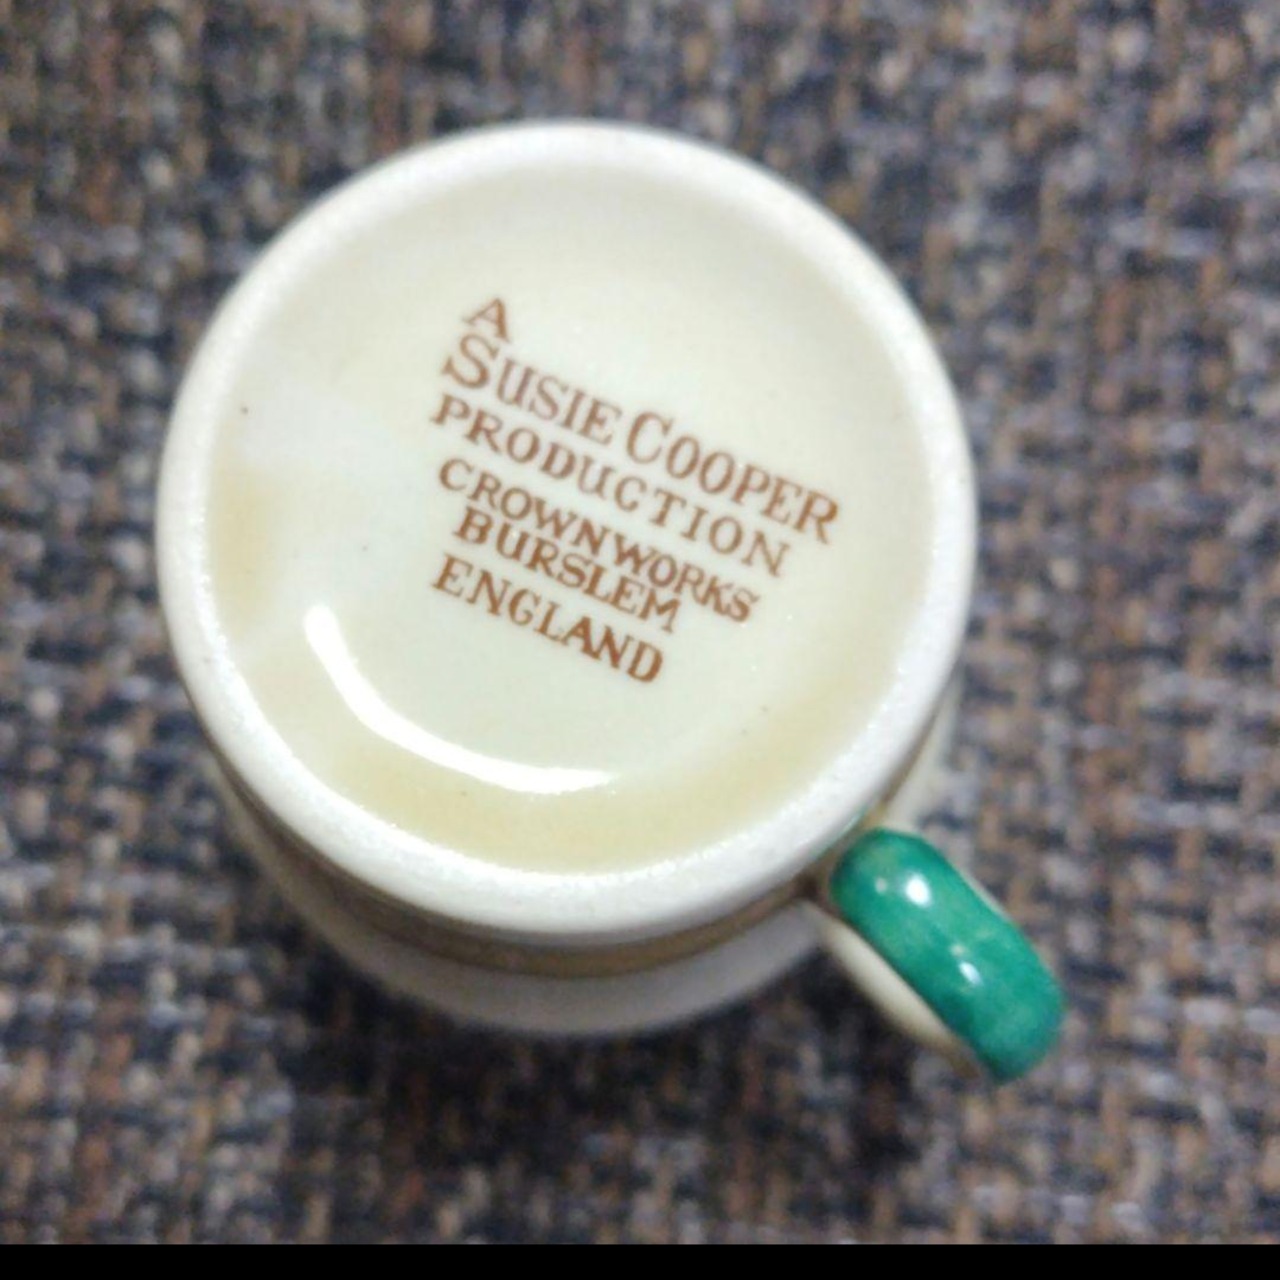 A
SUSIE COOPER
PRODUCTION
CROWNWORKS
BURSLEM
ENGLAND